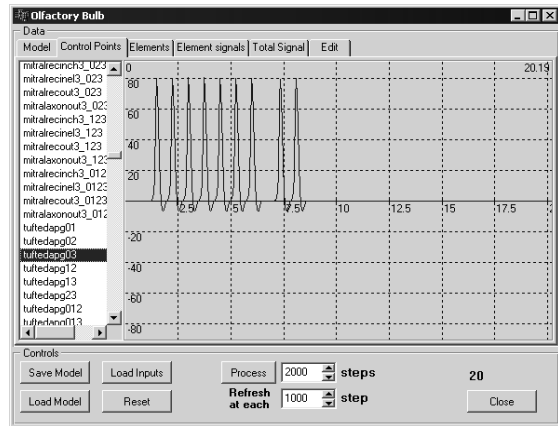 Olfactory Bulb
Data
Model Control Points Elements Element signals Total Signal Edit
mitralrecinch3_023
mitralrecinel3_023
mitralrecout3_023
mitralaxonout3_023
mitralrecinch3_123
mitralrecinel3_123
mitralrecout3_123
mitralaxonout3_123
mitralrecinch3_012
mitralrecinel3_0123
mitralrecout3_0123
mitralaxonout3_012
tuftedapg01
tuftedapg02
tuftedapg03
tuftedapg12
tuftedapg13
tuftedapg23
tuftedapg012
tuftedapg013
0 20.19
80
60
40
20
2.5 5 7.5 10 12.5 15 17.5
-20
-40
-60
-80
Controls
Save Model Load Inputs Process 2000 steps 20
Load Model Reset Refresh at each 1000 step Close